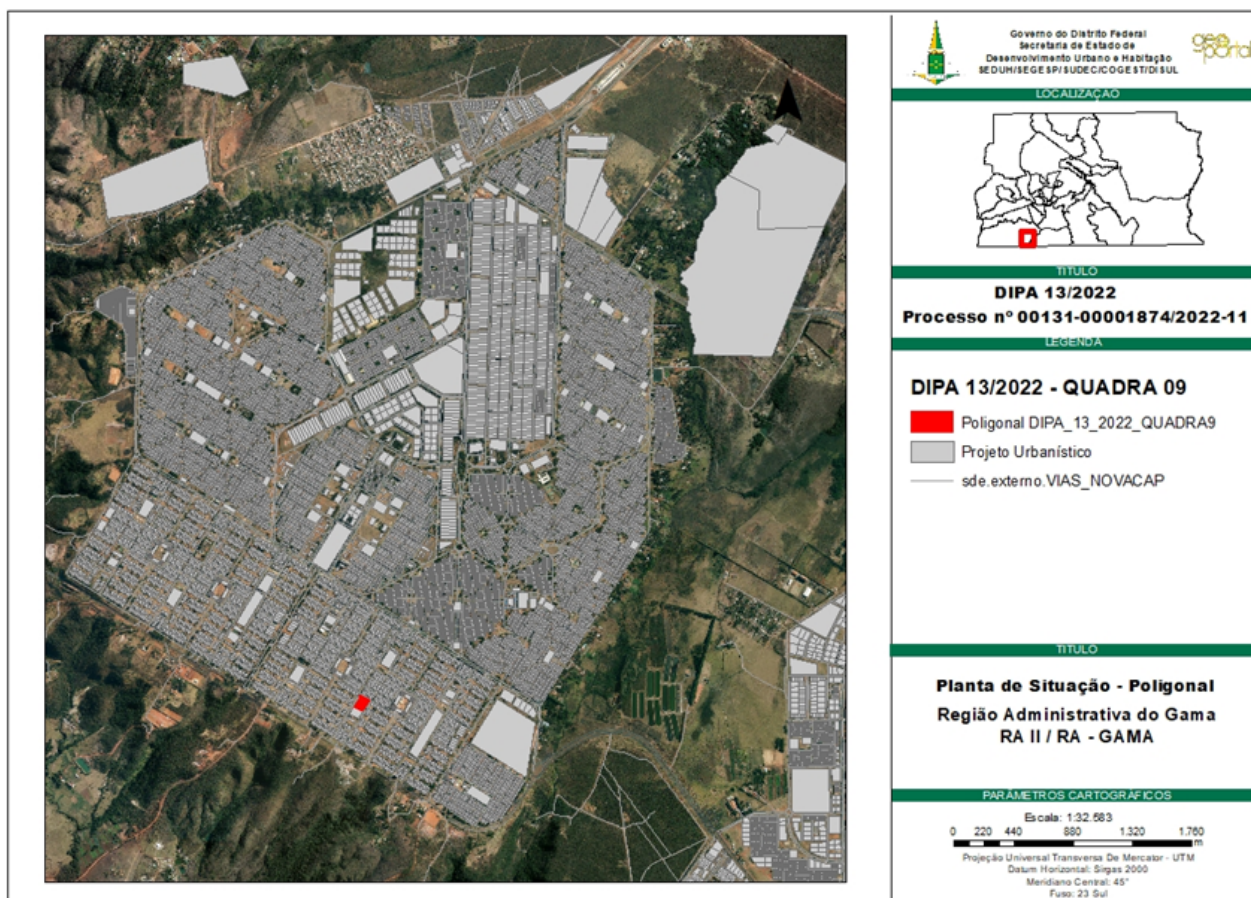 Governo do Distrito Federal
Secretaria de Estado de
Desenvolvimento Urbano e Habitação
SEDUH/SEGESP/SUDEC/COGEST/DISUL
geo
portal
LOCALIZAÇÃO
TITULO
DIPA 13/2022
Processo nº 00131-00001874/2022-11
LEGENDA
DIPA 13/2022 - QUADRA 09
Poligonal DIPA_13_2022_QUADRA9
Projeto Urbanístico
sde.externo.VIAS_NOVACAP
TITULO
Planta de Situação - Poligonal
Região Administrativa do Gama
RA II / RA - GAMA
PARÂMETROS CARTOGRÁFICOS
Escala: 1:32.583
0 220 440 880 1.320 1.760
m
Projeção Universal Transversa De Mercator - UTM
Datum Horizontal: Sirgas 2000
Meridiano Central: 45°
Fuso: 23 Sul